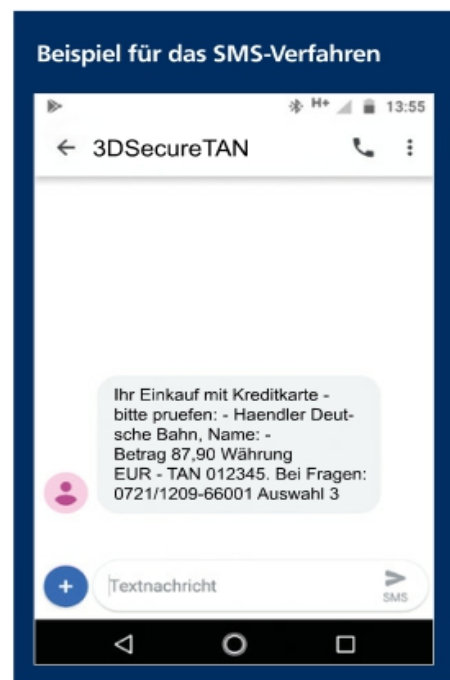 Beispiel für das SMS-Verfahren
H+ 13:55
3DSecureTAN
Ihr Einkauf mit Kreditkarte -
bitte pruefen: - Haendler Deut-
sche Bahn, Name: -
Betrag 87,90 Währung
EUR - TAN 012345. Bei Fragen:
0721/1209-66001 Auswahl 3
Textnachricht
SMS